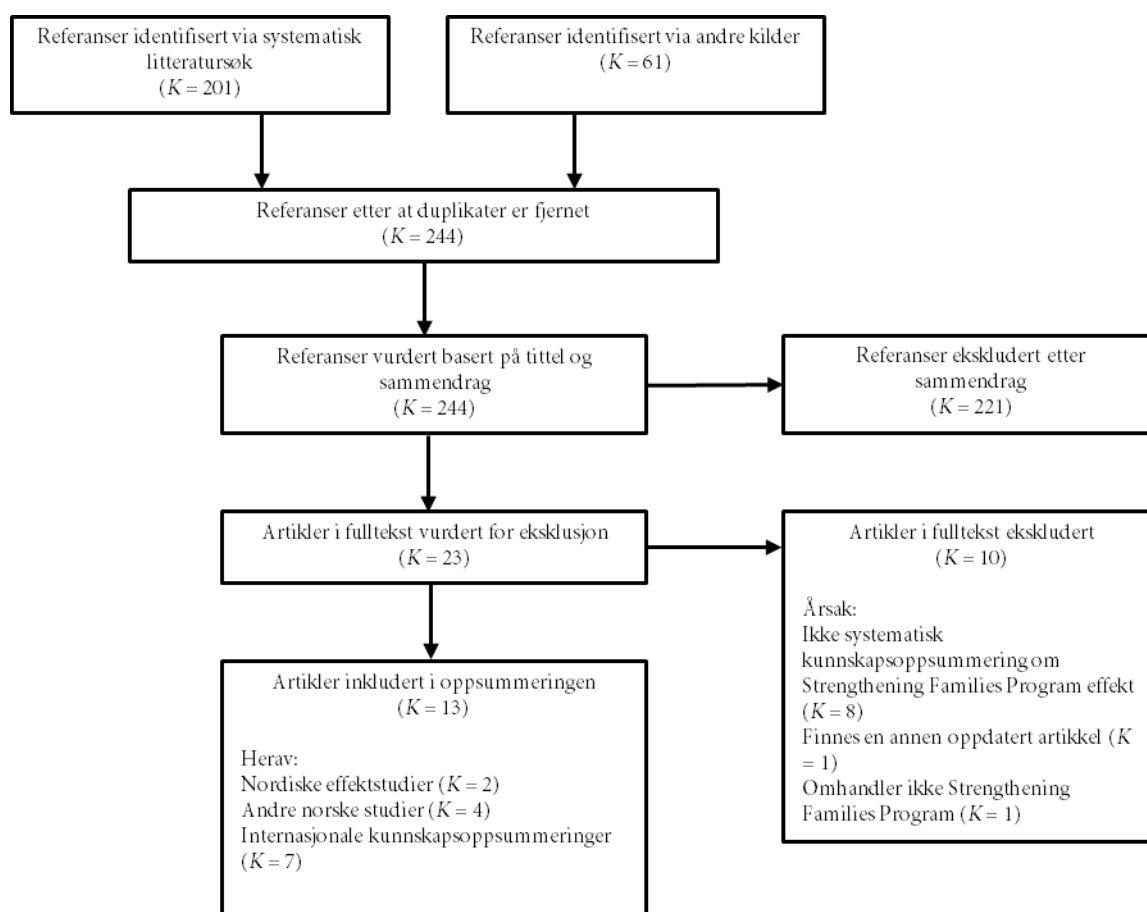 Referanser identifisert via systematisk
litteratursøk
(K = 201)
Referanser identifisert via andre kilder
(K = 61)
Referanser etter at duplikater er fjernet
(K = 244)
Referanser vurdert basert på tittel og
sammendrag
(K = 244)
Referanser ekskludert etter
sammendrag
(K = 221)
Artikler i fulltekst vurdert for eksklusjon
(K = 23)
Artikler i fulltekst ekskludert
(K = 10)
Årsak:
Ikke systematisk
kunnskapsoppsummering om
Strengthening Families Program effekt
(K = 8)
Finnes en annen oppdatert artikkel (K
= 1)
Omhandler ikke Strengthening
Families Program (K = 1)
Artikler inkludert i oppsummeringen
(K = 13)
Herav:
Nordiske effektstudier (K = 2)
Andre norske studier (K = 4)
Internasjonale kunnskapsoppsummeringer
(K = 7)